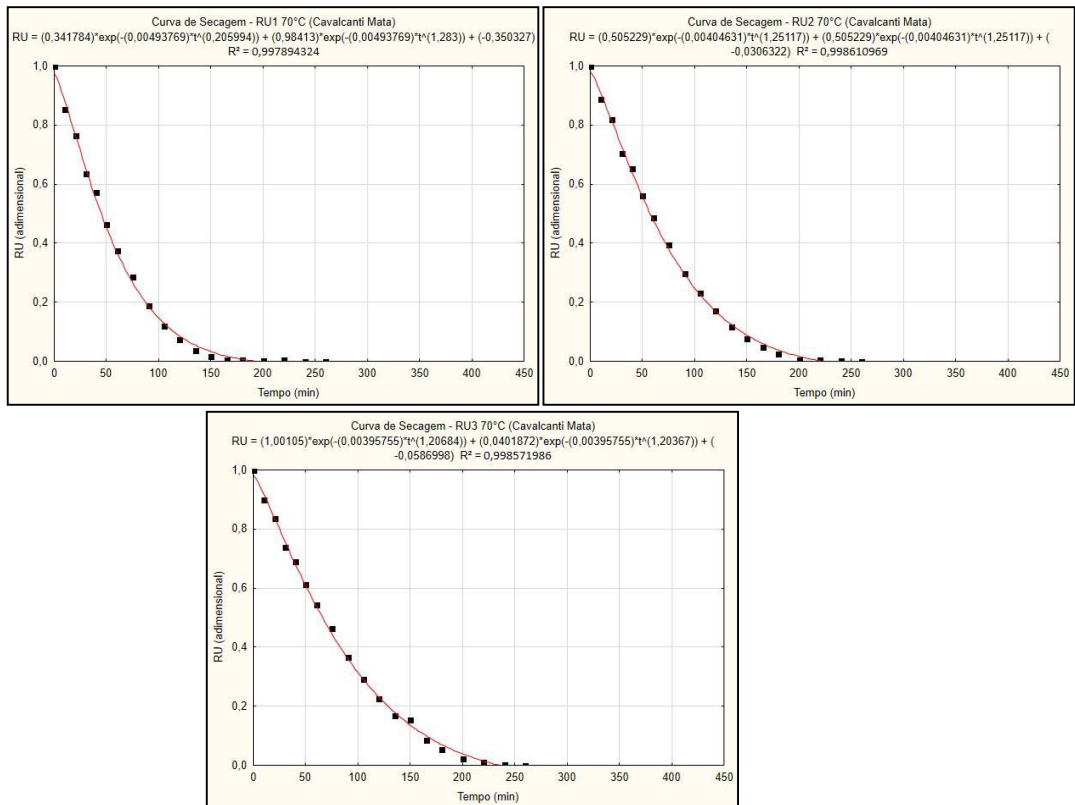 Curva de Secagem - RU1 70°C (Cavalcanti Mata)
RU = (0,341784)*exp(-(0,00493769)*t^(0,205994)) + (0,98413)*exp(-(0,00493769)*t^(1,283)) + (-0,350327)
R² = 0,997894324
1,0
0,8
0,6
0,4
0,2
0,0
RU (adimensional)
0 50 100 150 200 250 300 350 400 450
Tempo (min)
Curva de Secagem - RU2 70°C (Cavalcanti Mata)
RU = (0,505229)*exp(-(0,00404631)*t^(1,25117)) + (0,505229)*exp(-(0,00404631)*t^(1,25117)) + (
-0,0306322) R² = 0,998610969
1,0
0,8
0,6
0,4
0,2
0,0
RU (adimensional)
0 50 100 150 200 250 300 350 400 450
Tempo (min)
Curva de Secagem - RU3 70°C (Cavalcanti Mata)
RU = (1,00105)*exp(-(0,00395755)*t^(1,20684)) + (0,0401872)*exp(-(0,00395755)*t^(1,20367)) + (
-0,0586998) R² = 0,998571986
1,0
0,8
0,6
0,4
0,2
0,0
RU (adimensional)
0 50 100 150 200 250 300 350 400 450
Tempo (min)